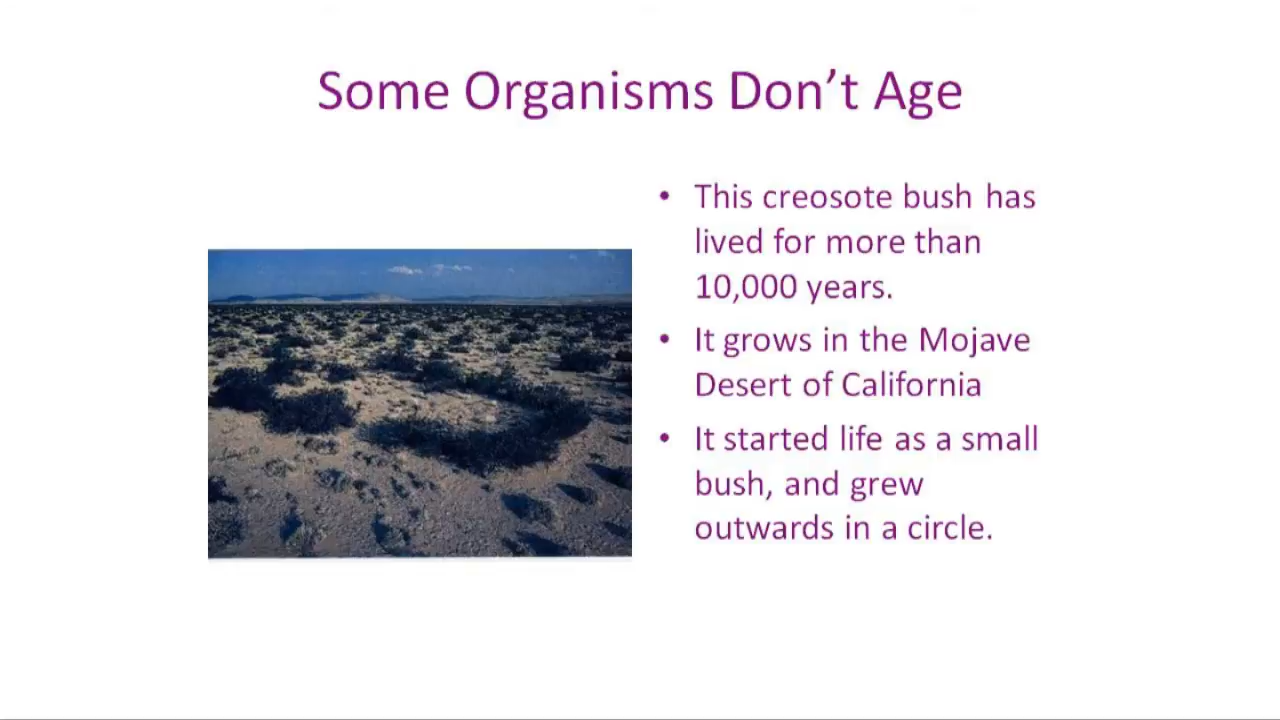 Some Organisms Don’t Age
• This creosote bush has
lived for more than
10,000 years.
• It grows in the Mojave
Desert of California
• It started life as a small
bush, and grew
outwards in a circle.